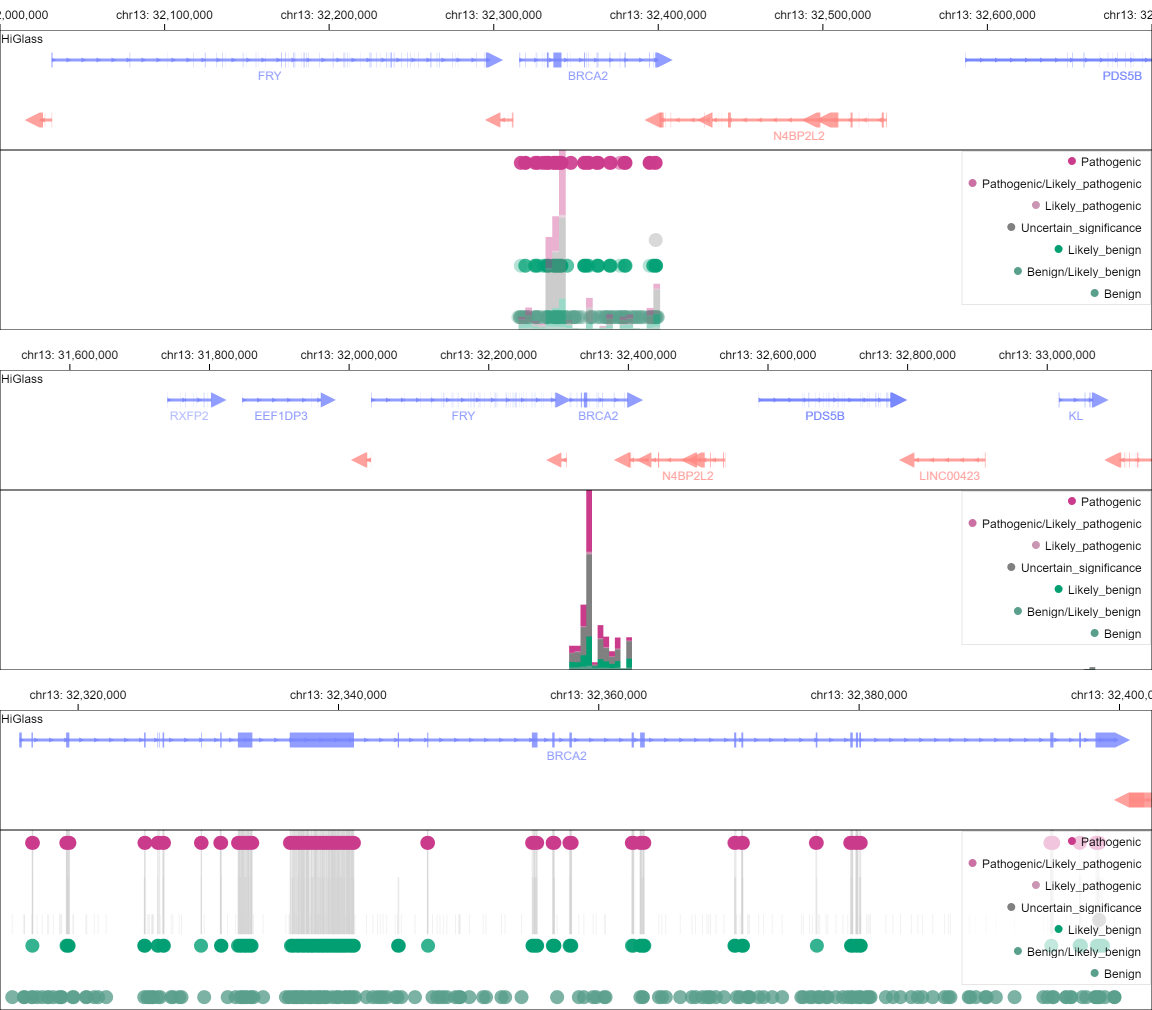 2,000,000 chr13: 32,100,000 chr13: 32,200,000 chr13: 32,300,000 chr13: 32,400,000 chr13: 32,500,000 chr13: 32,600,000 chr13: 32
HiGlass
FRY BRCA2 PDS5B
N4BP2L2
Pathogenic
Pathogenic/Likely_pathogenic
Likely_pathogenic
Uncertain_significance
Likely_benign
Benign/Likely_benign
Benign
chr13: 31,600,000 chr13: 31,800,000 chr13: 32,000,000 chr13: 32,200,000 chr13: 32,400,000 chr13: 32,600,000 chr13: 32,800,000 chr13: 33,000,000
HiGlass
RXFP2 EEF1DP3 FRY BRCA2 PDS5B KL
N4BP2L2 LINC00423
Pathogenic
Pathogenic/Likely_pathogenic
Likely_pathogenic
Uncertain_significance
Likely_benign
Benign/Likely_benign
Benign
chr13: 32,320,000 chr13: 32,340,000 chr13: 32,360,000 chr13: 32,380,000 chr13: 32,400,0
HiGlass
BRCA2
Pathogenic
Pathogenic/Likely_pathogenic
Likely_pathogenic
Uncertain_significance
Likely_benign
Benign/Likely_benign
Benign